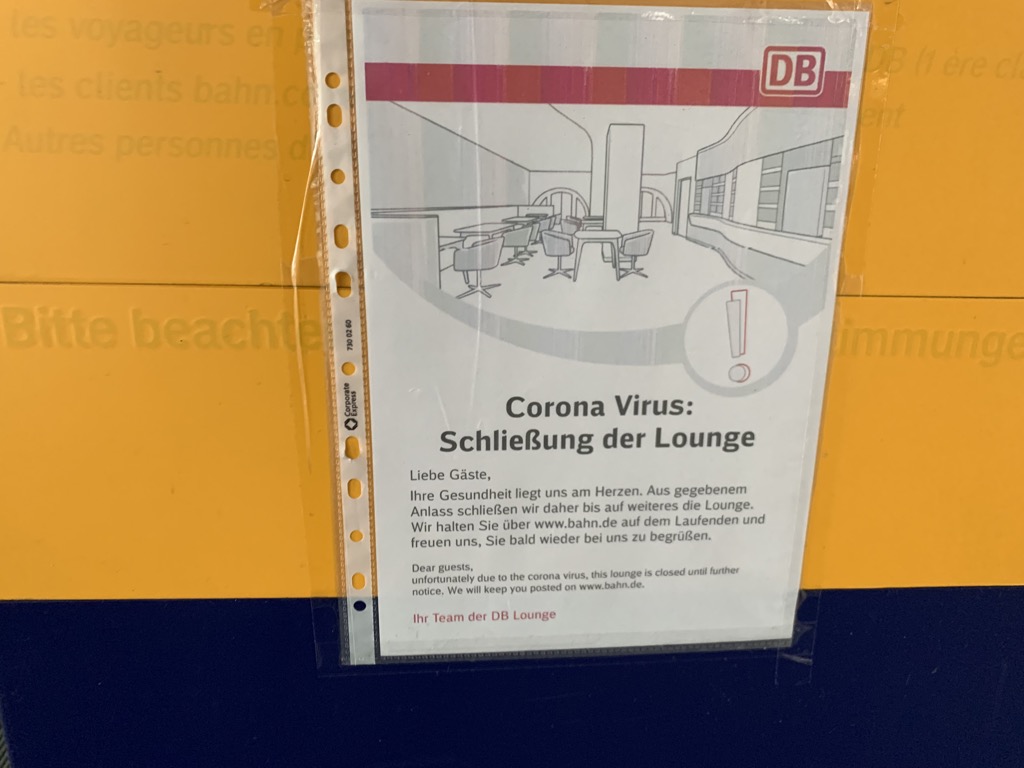 les voyageurs en
DB (1 ère
- les clients bahn.co
ent
Autres personnes d
DB
730 02 60
Corporate
Express
Bitte beachte
immunge
Corona Virus:
Schließung der Lounge
Liebe Gäste,
Ihre Gesundheit liegt uns am Herzen. Aus gegebenem
Anlass schließen wir daher bis auf weiteres die Lounge.
Wir halten Sie über www.bahn.de auf dem Laufenden und
freuen uns, Sie bald wieder bei uns zu begrüßen.
Dear guests,
unfortunately due to the corona virus, this lounge is closed until further
notice. We will keep you posted on www.bahn.de.
Ihr Team der DB Lounge